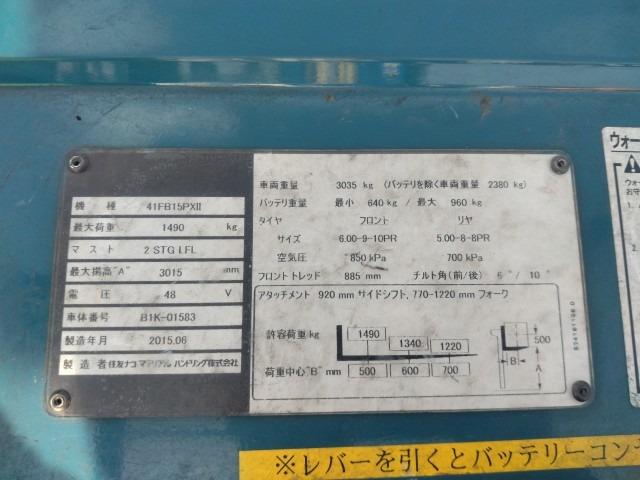 機 種 41FB15PXII
最大荷重 1490 kg
マスト 2 STG LFL
最大揚高"A" 3015 mm
電 圧 48 V
車体番号 B1K-01583
製造年月 2015.06
製造者 住友ナコ マテリアル ハンドリング株式会社
車両重量 3035 kg (バッテリを除く車両重量 2380 kg)
バッテリ重量 最小 640 kg / 最大 960 kg
タイヤ フロント リヤ
サイズ 6.00-9-10PR 5.00-8-8PR
空気圧 850 kPa 700 kPa
フロントトレッド 885 mm チルト角(前/後) 6°/ 10°
アタッチメント 920 mm サイドシフト, 770-1220 mm フォーク
許容荷重 kg 1490 1340 1220
荷重中心"B" mm 500 600 700
500
B
A
ウォー
※レバーを引くとバッテリーコン